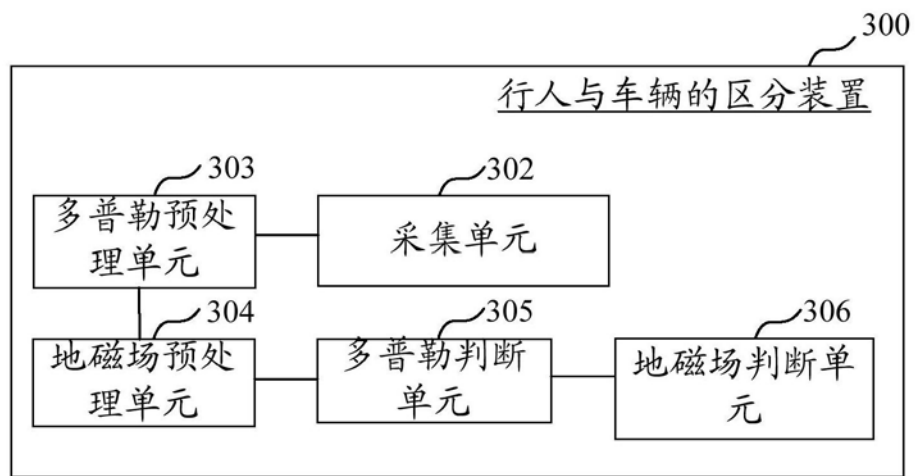 300
行人与车辆的区分装置
303
多普勒预处
理单元
302
采集单元
304
地磁场预处
理单元
305
多普勒判断
单元
306
地磁场判断单
元